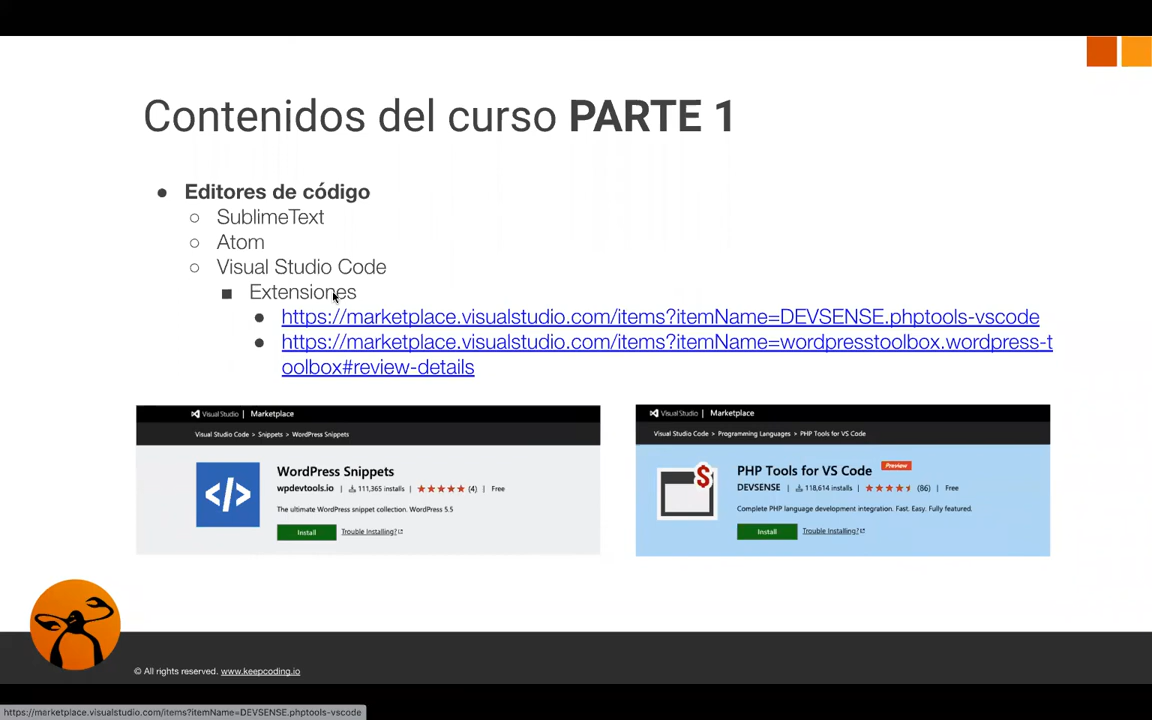 Contenidos del curso PARTE 1
● Editores de código
○ SublimeText
○ Atom
○ Visual Studio Code
■ Extensiones
● https://marketplace.visualstudio.com/items?itemName=DEVSENSE.phptools-vscode
● https://marketplace.visualstudio.com/items?itemName=wordpresstoolbox.wordpress-t
oolbox#review-details
Visual Studio | Marketplace
Visual Studio Code > Snippets > WordPress Snippets
WordPress Snippets
wpdevtools.io | 111,365 installs | ★★★★★ (4) | Free
The ultimate WordPress snippet collection. WordPress 5.5
Install Trouble Installing?
Visual Studio | Marketplace
Visual Studio Code > Programming Languages > PHP Tools for VS Code
$
PHP Tools for VS Code Preview
DEVSENSE | 118,614 installs | ★★★★★ (86) | Free
Complete PHP language development integration. Fast. Easy. Fully featured.
Install Trouble Installing?
© All rights reserved. www.keepcoding.io
https://marketplace.visualstudio.com/items?itemName=DEVSENSE.phptools-vscode